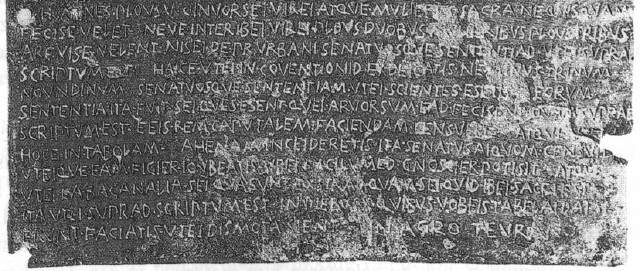 PLOVS V OINVORSEI VIREI ATQVE MVLIERES SACRA NE QVISQVAM
FECISE VELET NEVE INTER IBEI VIREI PLOVS DVOBVS MVLIERIBVS PLOVS TRIBVS
ARFVISE VELENT NISEI DE PR VRBANI SENATVOSQVE SENTENTIAD VTEI SVPRAD
SCRIPTVM EST HAICE VTEI IN COVENTIONID EXDEICATIS NE MINVS TRINVM
NOVNDINVM SENATVOSQVE SENTENTIAM VTEI SCIENTES ESETIS EORVM
SENTENTIA ITA FVIT SEI QVES ESENT QVEI ARVORSVM EAD FECISENT QVAM SVPRAD
SCRIPTVM EST EEIS REM CAPVTALEM FACIENDAM CENSVERE ATQVE VTEI
HOCE IN TABOLAM AHENAM INCEIDERETIS ITA SENATVS AIQVOM CENSVIT
VTEIQVE EAM FIGIER IOVBEATIS VBEI FACILVMED GNOSCIER POTISIT ATQVE
VTEI EA BACANALIA SEI QVA SVNT EXSTRAD QVAM SEI QVID IBEI SACRI EST
ITA VTEI SVPRAD SCRIPTVM EST IN DIEBVS X QVIBVS VOBEIS TABELAI DATAI
ERVNT FACIATIS VTEI DISMOTA SIENT IN AGRO TEVRANO